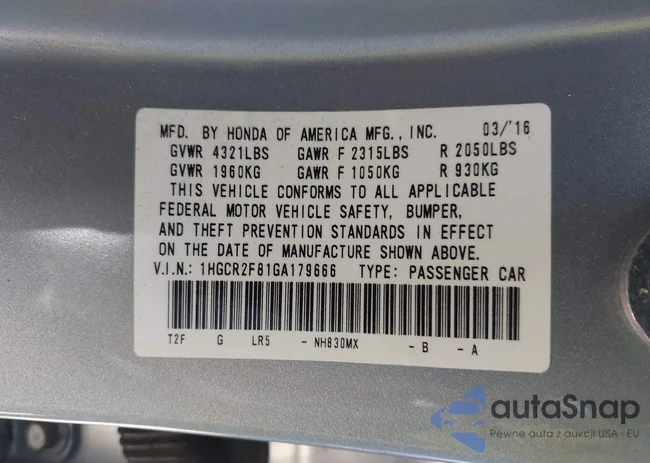 MFD. BY HONDA OF AMERICA MFG., INC. 03/'16
GVWR 4321LBS GAWR F 2315LBS R 2050LBS
GVWR 1960KG GAWR F 1050KG R 930KG
THIS VEHICLE CONFORMS TO ALL APPLICABLE
FEDERAL MOTOR VEHICLE SAFETY, BUMPER,
AND THEFT PREVENTION STANDARDS IN EFFECT
ON THE DATE OF MANUFACTURE SHOWN ABOVE.
V.I.N.: 1HGCR2F81GA179666 TYPE: PASSENGER CAR
T2F G LR5 - NH830MX - B - A
autaSnap
Pewne auta z aukcji USA i EU